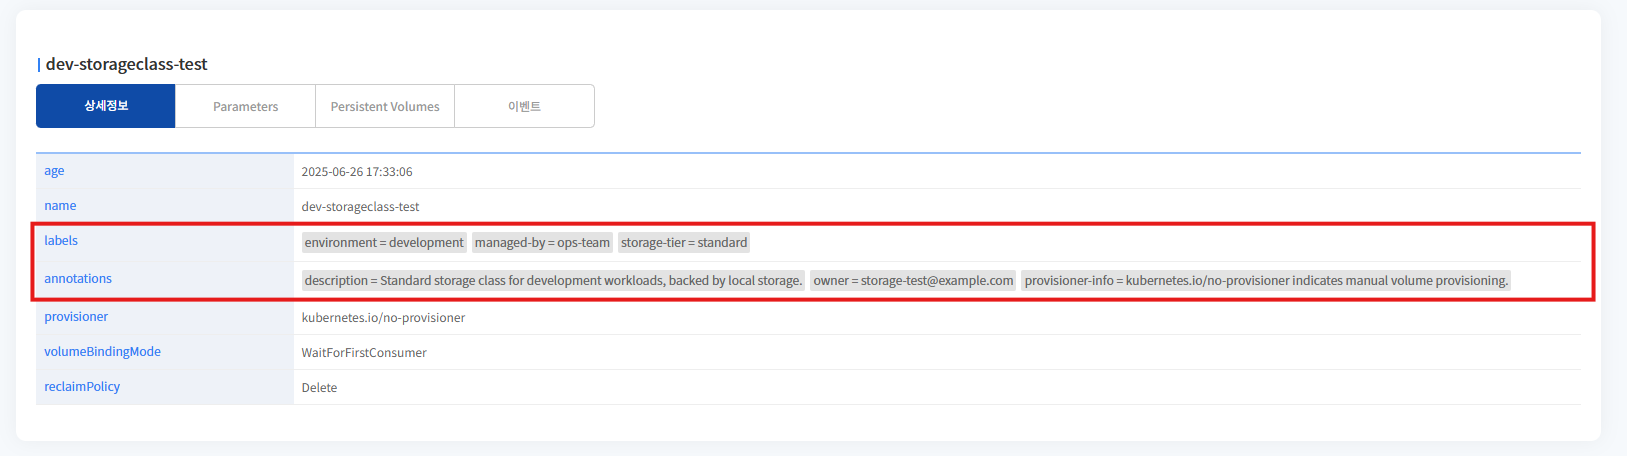 dev-storageclass-test
상세정보 Parameters Persistent Volumes 이벤트
age 2025-06-26 17:33:06
name dev-storageclass-test
labels environment = development managed-by = ops-team storage-tier = standard
annotations description = Standard storage class for development workloads, backed by local storage. owner = storage-test@example.com provisioner-info = kubernetes.io/no-provisioner indicates manual volume provisioning.
provisioner kubernetes.io/no-provisioner
volumeBindingMode WaitForFirstConsumer
reclaimPolicy Delete